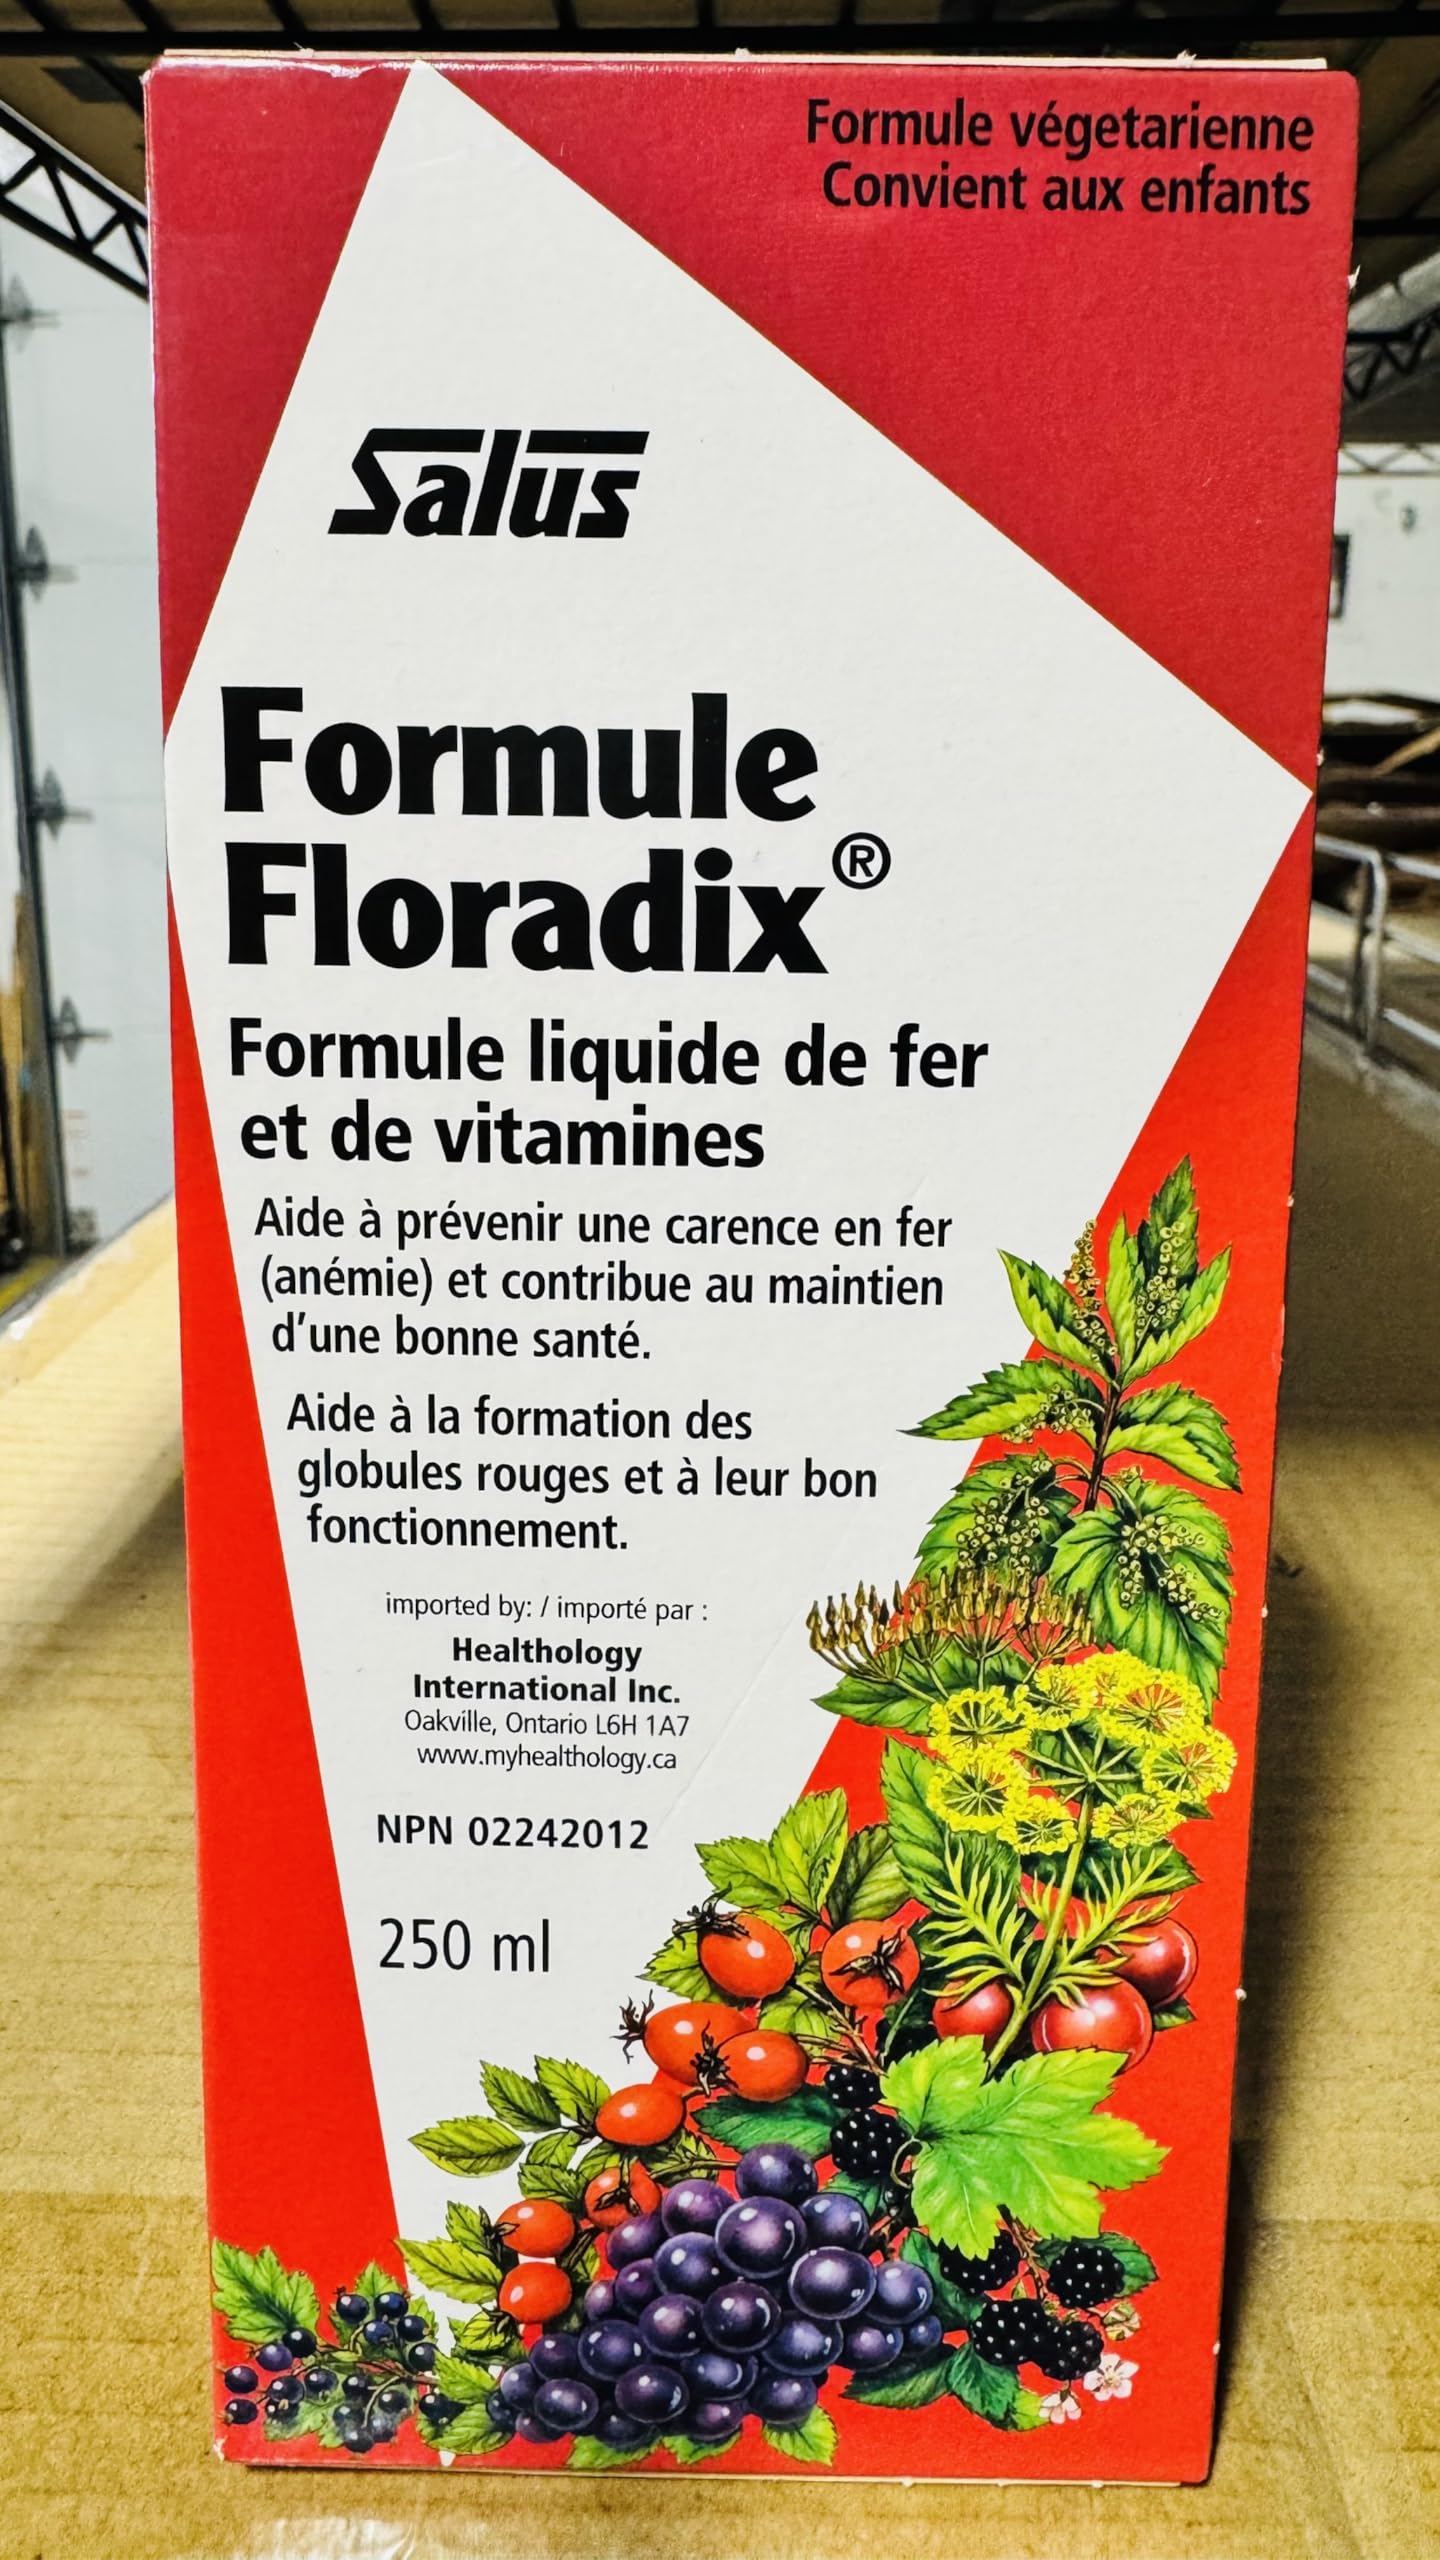 Formule végetarienne
Convient aux enfants
Salus
Formule
Floradix®
Formule liquide de fer
et de vitamines
Aide à prévenir une carence en fer
(anémie) et contribue au maintien
d'une bonne santé.
Aide à la formation des
globules rouges et à leur bon
fonctionnement.
imported by: / importé par :
Healthology
International Inc.
Oakville, Ontario L6H 1A7
www.myhealthology.ca
NPN 02242012
250 ml